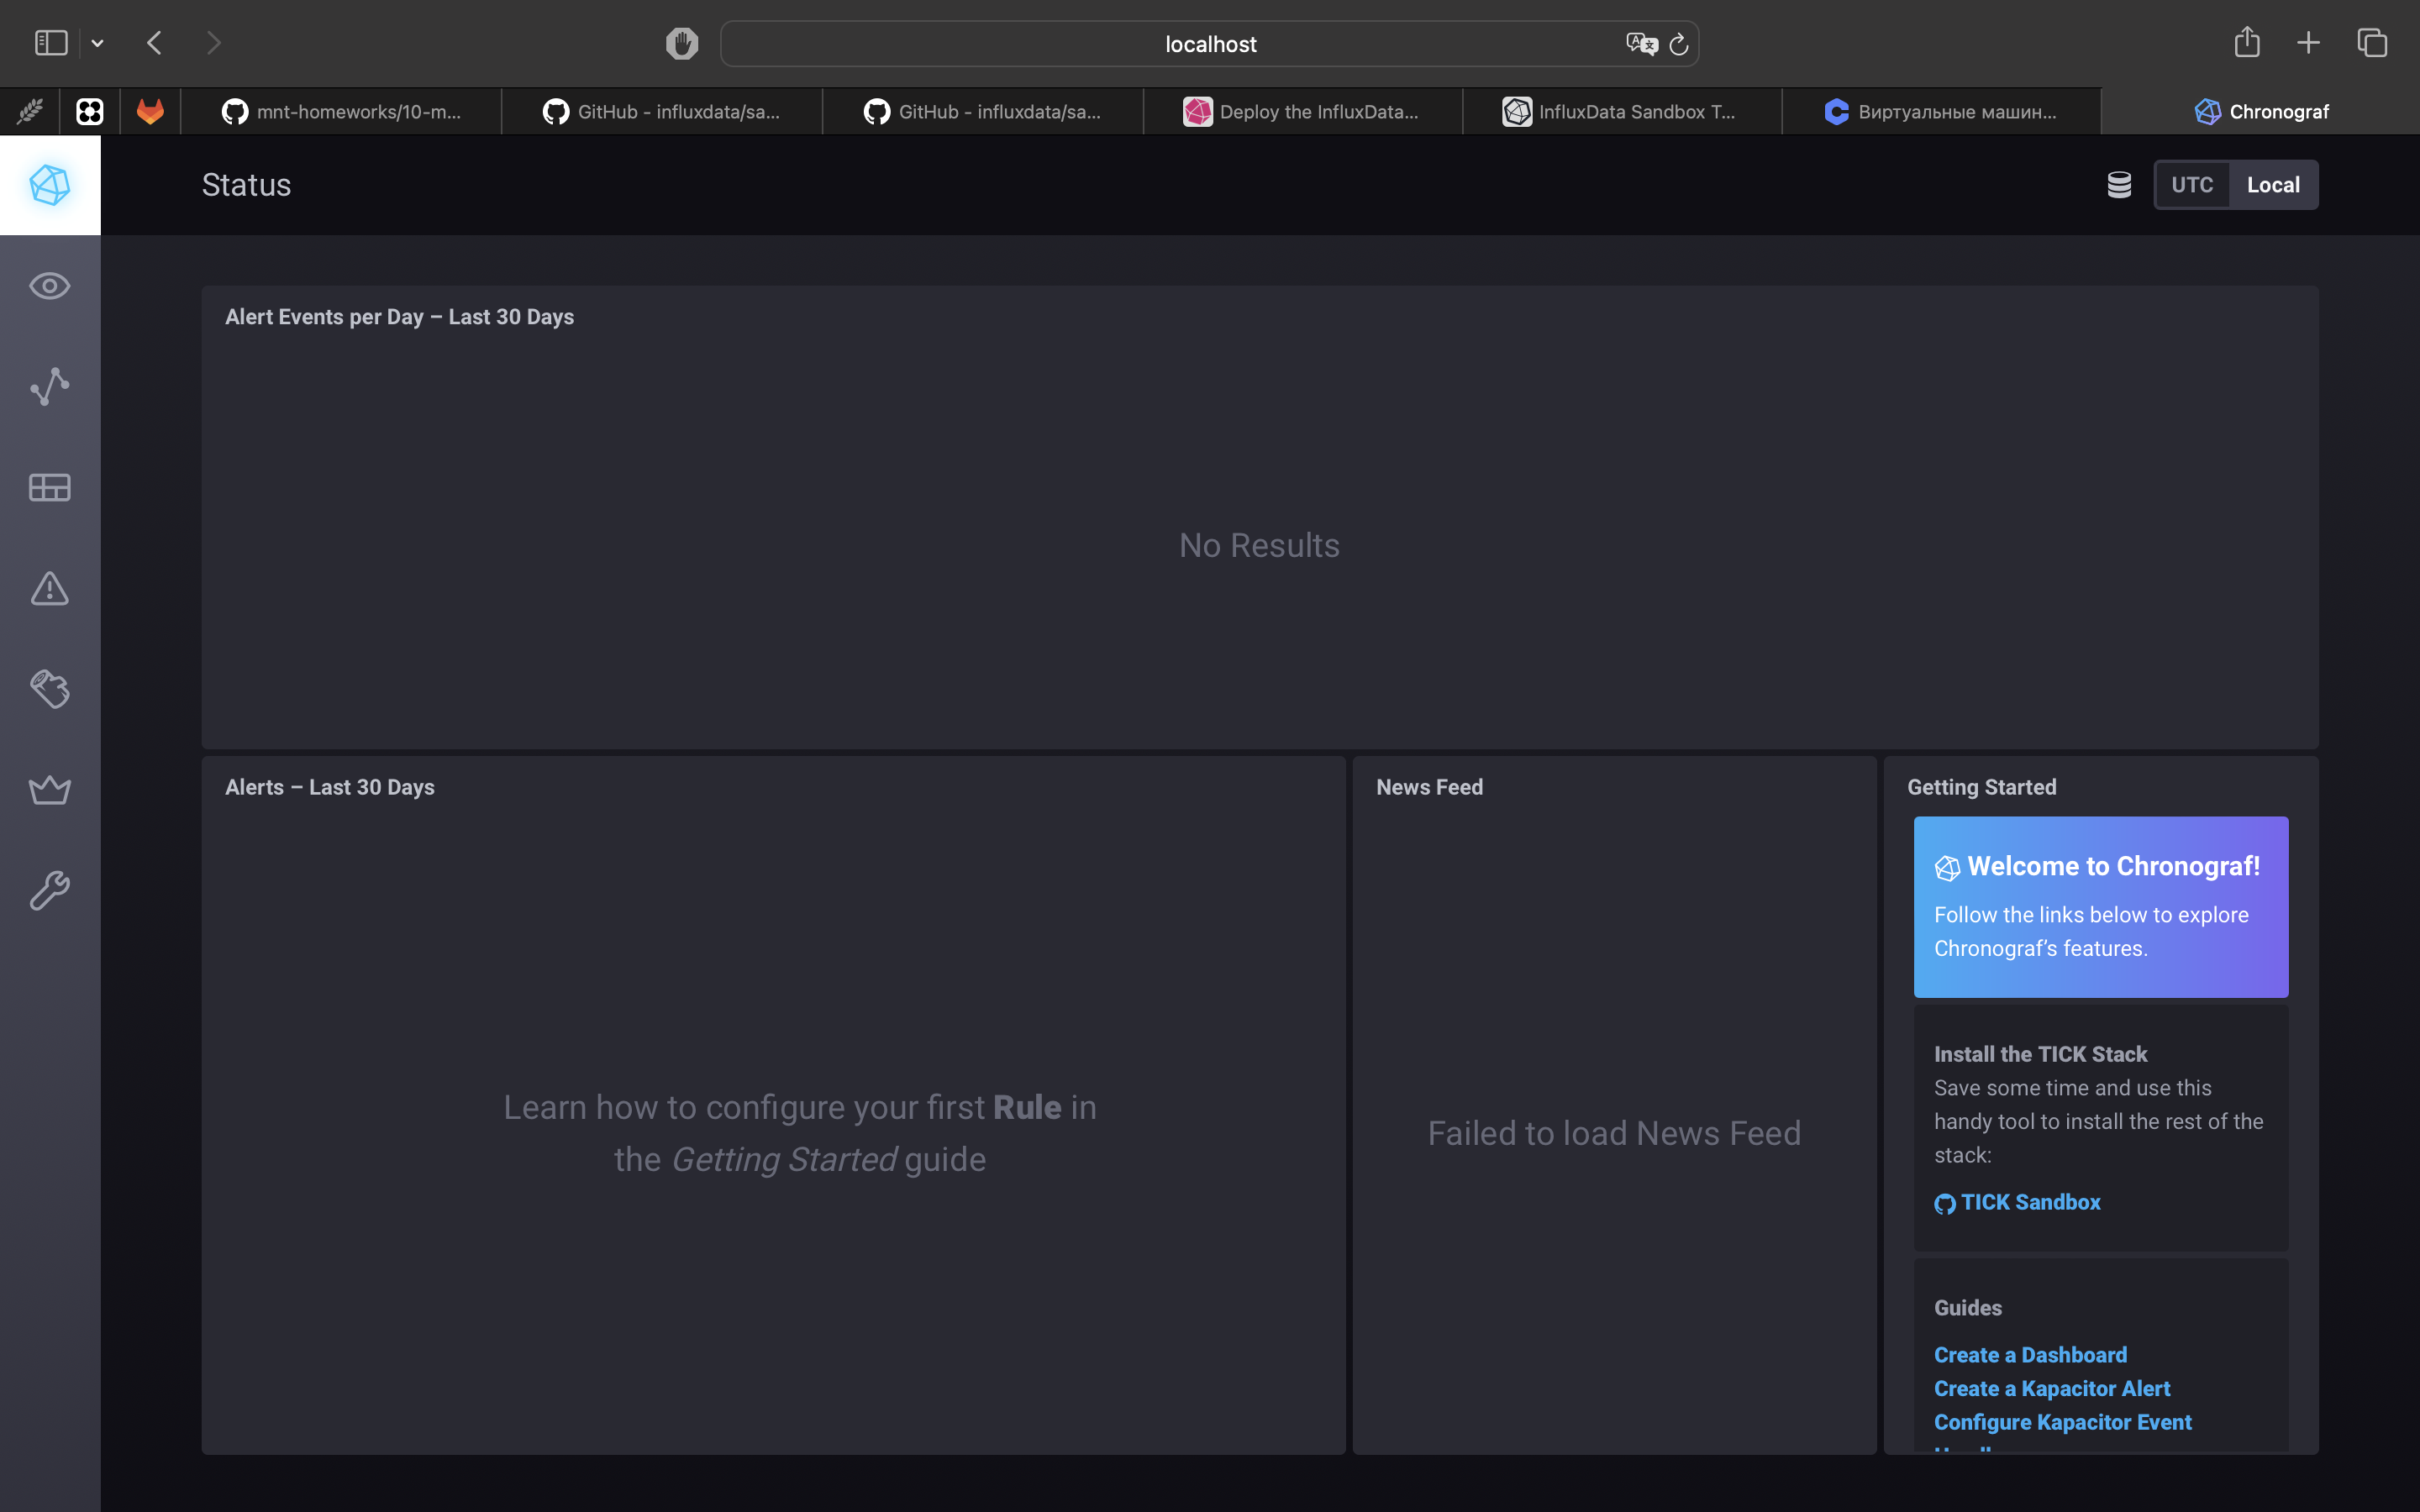 localhost
mnt-homeworks/10-m...
GitHub - influxdata/sa...
GitHub - influxdata/sa...
Deploy the InfluxData...
InfluxData Sandbox T...
Виртуальные машин...
Chronograf
Status
UTC
Local
Alert Events per Day – Last 30 Days
No Results
Alerts – Last 30 Days
Learn how to configure your first Rule in
the Getting Started guide
News Feed
Failed to load News Feed
Getting Started
Welcome to Chronograf!
Follow the links below to explore
Chronograf's features.
Install the TICK Stack
Save some time and use this
handy tool to install the rest of the
stack:
TICK Sandbox
Guides
Create a Dashboard
Create a Kapacitor Alert
Configure Kapacitor Event